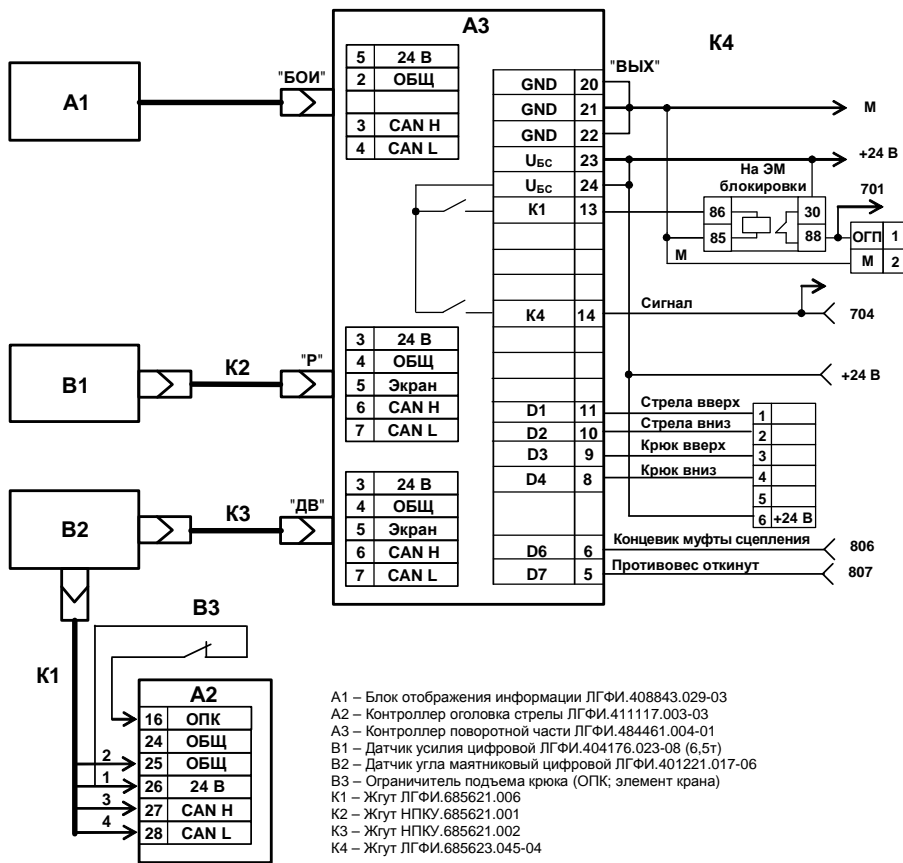 А3
К4
5 24 В
2 ОБЩ
3 CAN H
4 CAN L
"БОИ"
А1
"ВЫХ"
GND 20
GND 21
GND 22
UБС 23
UБС 24
К1 13
К4 14
D1 11
D2 10
D3 9
D4 8
D6 6
D7 5
М
+24 В
На ЭМ
блокировки
701
86 30
85 88
ОГП 1
М 2
М
Сигнал
704
+24 В
Стрела вверх
Стрела вниз
Крюк вверх
Крюк вниз
1
2
3
4
5
6 +24 В
Концевик муфты сцепления
806
Противовес откинут
807
В1
К2
"Р"
3 24 В
4 ОБЩ
5 Экран
6 CAN H
7 CAN L
В2
К3
"ДВ"
3 24 В
4 ОБЩ
5 Экран
6 CAN H
7 CAN L
В3
К1
А2
16 ОПК
24 ОБЩ
2 25 ОБЩ
1 26 24 В
3 27 CAN H
4 28 CAN L
А1 – Блок отображения информации ЛГФИ.408843.029-03
А2 – Контроллер оголовка стрелы ЛГФИ.411117.003-03
А3 – Контроллер поворотной части ЛГФИ.484461.004-01
В1 – Датчик усилия цифровой ЛГФИ.404176.023-08 (6,5т)
В2 – Датчик угла маятниковый цифровой ЛГФИ.401221.017-06
В3 – Ограничитель подъема крюка (ОПК; элемент крана)
К1 – Жгут ЛГФИ.685621.006
К2 – Жгут НПКУ.685621.001
К3 – Жгут НПКУ.685621.002
К4 – Жгут ЛГФИ.685623.045-04